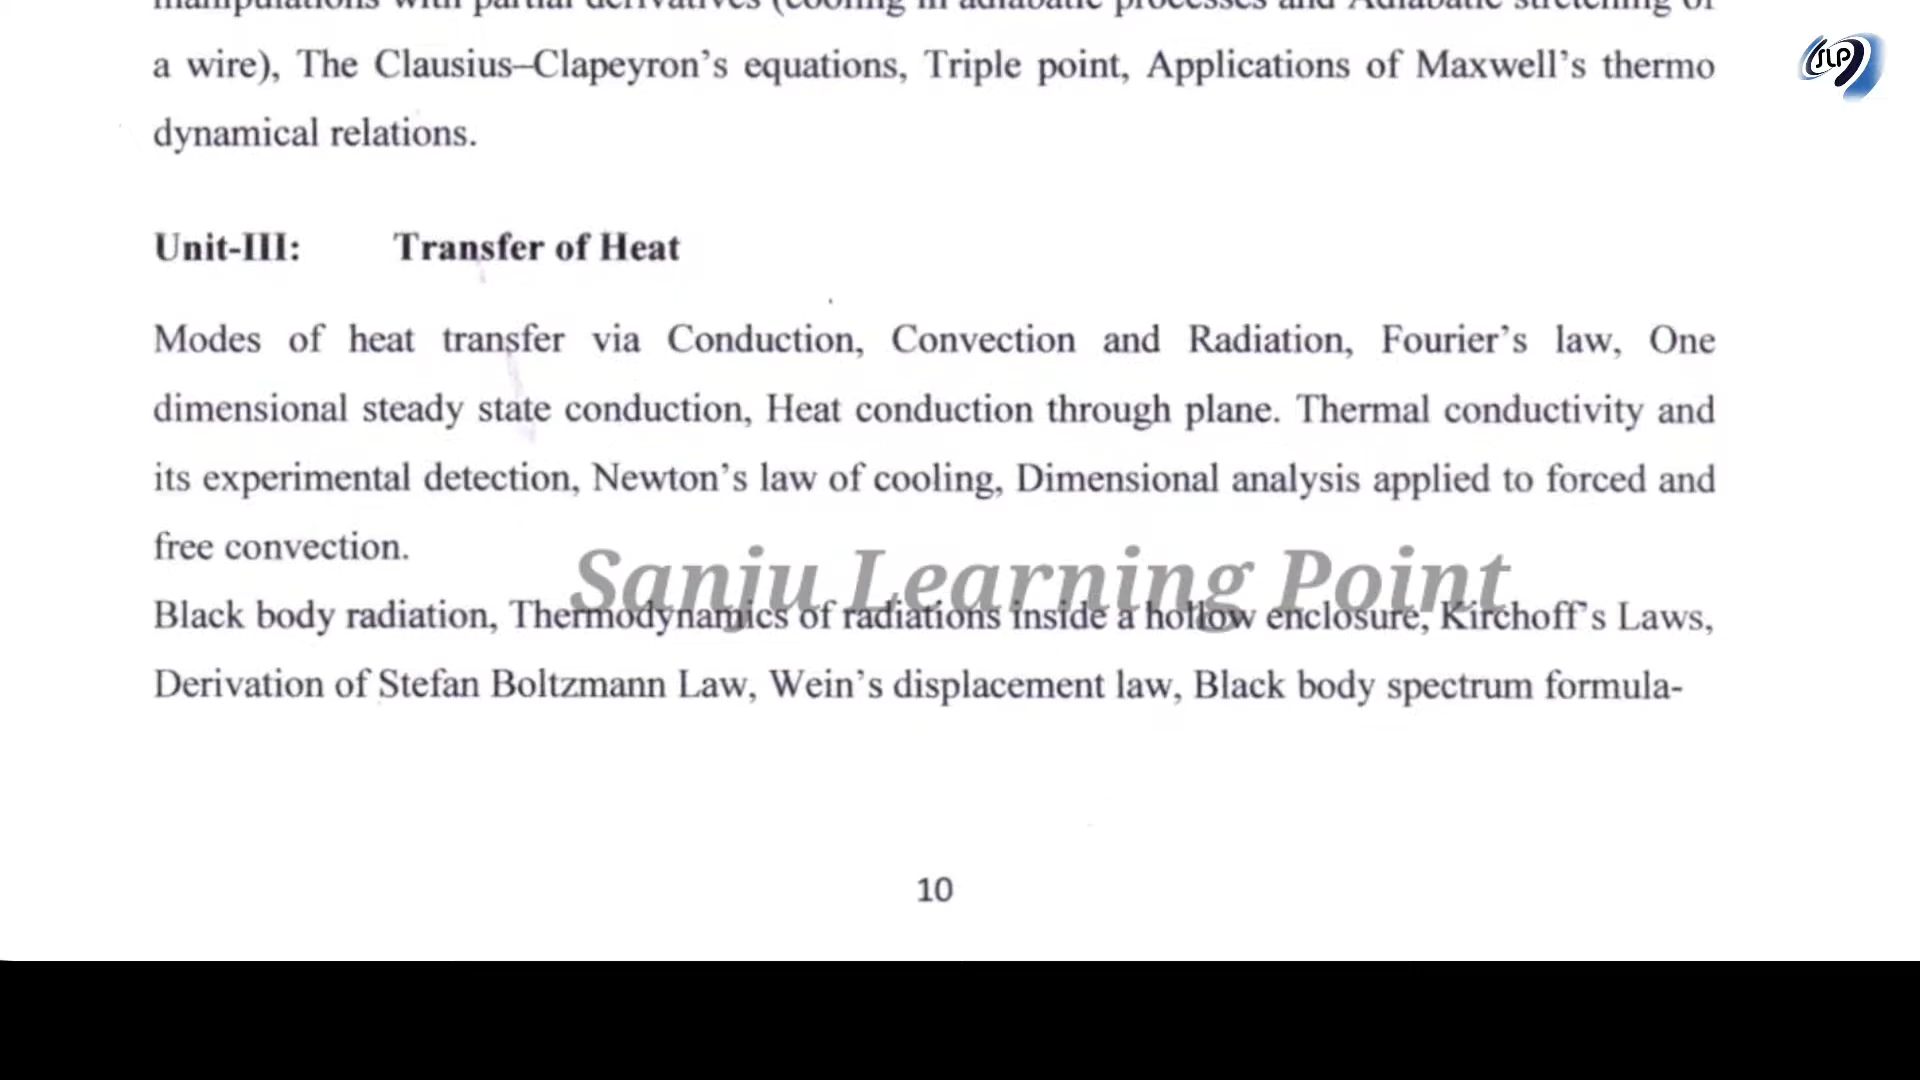 manipulations with partial derivatives (cooling in adiabatic processes and Adiabatic stretching of
a wire), The Clausius–Clapeyron’s equations, Triple point, Applications of Maxwell’s thermo
SLP
dynamical relations.
Unit-III: Transfer of Heat
Modes of heat transfer via Conduction, Convection and Radiation, Fourier’s law, One
dimensional steady state conduction, Heat conduction through plane. Thermal conductivity and
its experimental detection, Newton’s law of cooling, Dimensional analysis applied to forced and
free convection.
Sanju Learning Point
Black body radiation, Thermodynamics of radiations inside a hollow enclosure, Kirchoff’s Laws,
Derivation of Stefan Boltzmann Law, Wein’s displacement law, Black body spectrum formula-
10